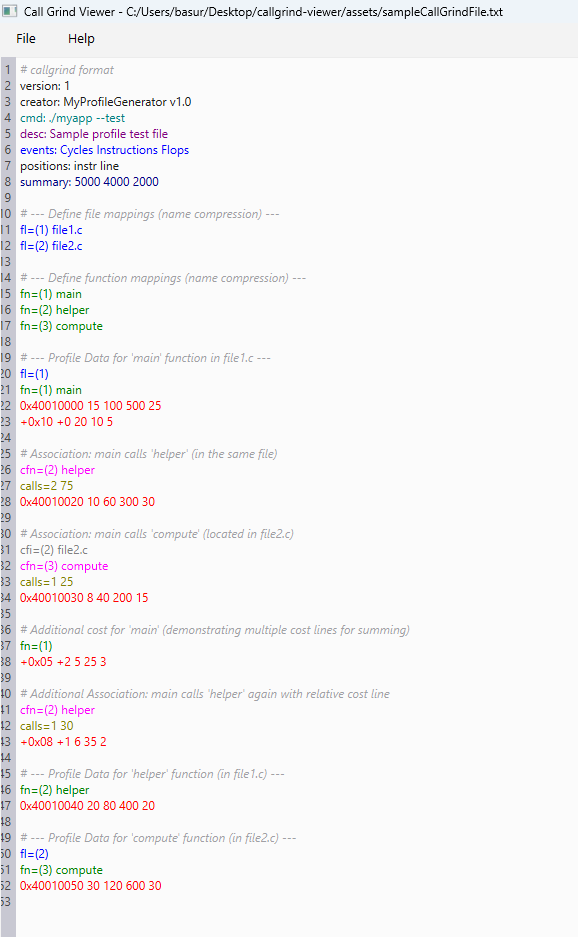 Call Grind Viewer - C:/Users/basur/Desktop/callgrind-viewer/assets/sampleCallGrindFile.txt
File Help
1 # callgrind format
2 version: 1
3 creator: MyProfileGenerator v1.0
4 cmd: ./myapp --test
5 desc: Sample profile test file
6 events: Cycles Instructions Flops
7 positions: instr line
8 summary: 5000 4000 2000
9
10 # --- Define file mappings (name compression) ---
11 fl=(1) file1.c
12 fl=(2) file2.c
13
14 # --- Define function mappings (name compression) ---
15 fn=(1) main
16 fn=(2) helper
17 fn=(3) compute
18
19 # --- Profile Data for 'main' function in file1.c ---
20 fl=(1)
21 fn=(1) main
22 0x40010000 15 100 500 25
23 +0x10 +0 20 10 5
24
25 # Association: main calls 'helper' (in the same file)
26 cfn=(2) helper
27 calls=2 75
28 0x40010020 10 60 300 30
29
30 # Association: main calls 'compute' (located in file2.c)
31 cfi=(2) file2.c
32 cfn=(3) compute
33 calls=1 25
34 0x40010030 8 40 200 15
35
36 # Additional cost for 'main' (demonstrating multiple cost lines for summing)
37 fn=(1)
38 +0x05 +2 5 25 3
39
40 # Additional Association: main calls 'helper' again with relative cost line
41 cfn=(2) helper
42 calls=1 30
43 +0x08 +1 6 35 2
44
45 # --- Profile Data for 'helper' function (in file1.c) ---
46 fn=(2) helper
47 0x40010040 20 80 400 20
48
49 # --- Profile Data for 'compute' function (in file2.c) ---
50 fl=(2)
51 fn=(3) compute
52 0x40010050 30 120 600 30
53